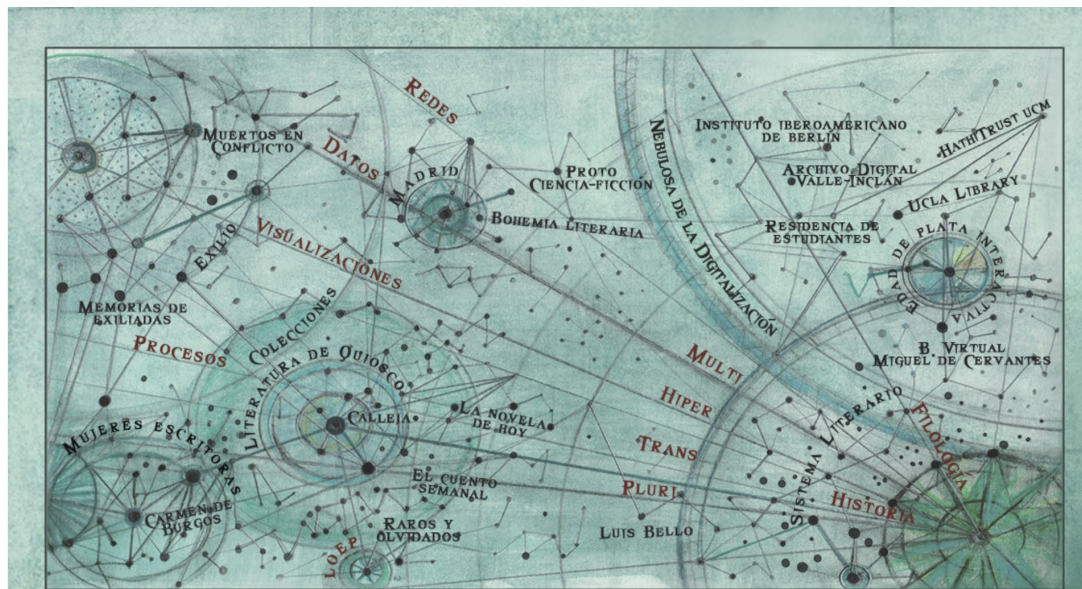 REDES
MUERTOS EN
CONFLICTO
DATOS
MADRID
PROTO
CIENCIA-FICCIÓN
BOHEMIA LITERARIA
NEBULOSA DE LA DIGITALIZACIÓN
INSTITUTO IBEROAMERICANO
DE BERLÍN
HATHITRUST UCM
ARCHIVO DIGITAL
VALLE-INCLÁN
UCLA LIBRARY
RESIDENCIA DE
ESTUDIANTES
EDAD DE PLATA INTERACTIVA
EXILIO
VISUALIZACIONES
MEMORIAS DE
EXILIADAS
PROCESOS
COLECCIONES
LITERATURA DE QUIOSCO
CALLEJA
LA NOVELA
DE HOY
MULTI
HIPER
TRANS
PLURI
B. VIRTUAL
MIGUEL DE CERVANTES
SISTEMA LITERARIO
FILOLOGÍA
HISTORIA
MUJERES ESCRITORAS
CARMEN DE
BURGOS
EL CUENTO
SEMANAL
RAROS Y
OLVIDADOS
LUIS BELLO
LOEP